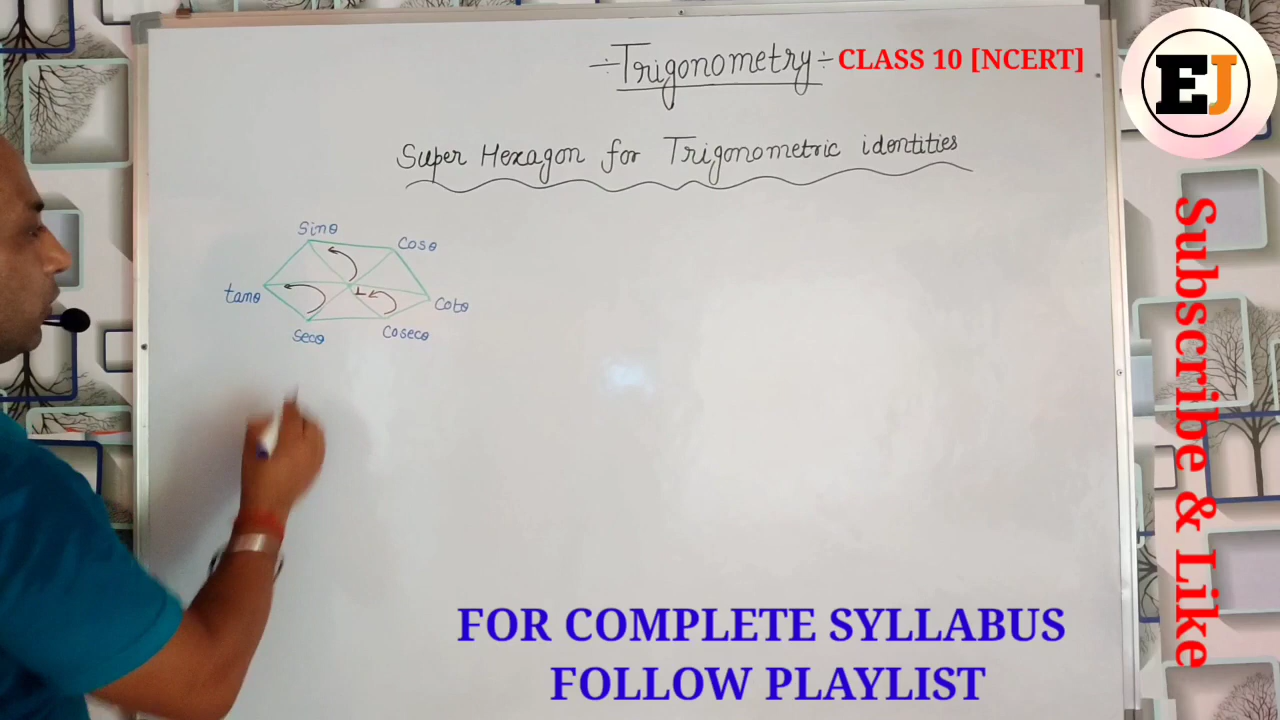 ÷Trigonometry÷ CLASS 10 [NCERT]
EJ
Super Hexagon for Trigonometric identities
sinθ
cosθ
tanθ
1
cotθ
secθ
cosecθ
Subscribe & Like
FOR COMPLETE SYLLABUS
FOLLOW PLAYLIST